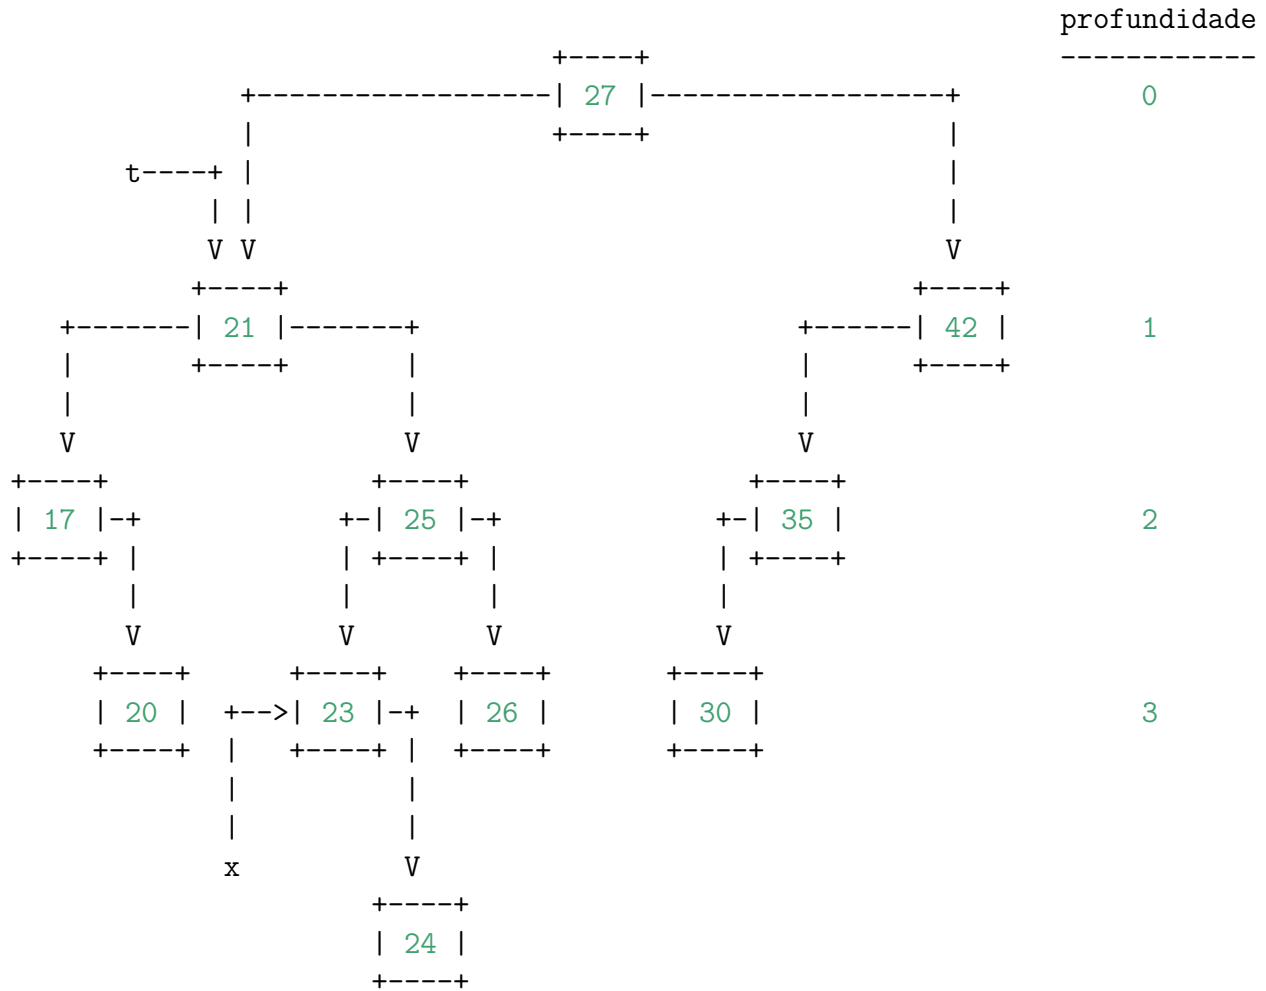 profundidade
                                 +----+                         ------------
              +------------------| 27 |------------------+           0
              |                  +----+                  |
       t----+ |                                          |
            | |                                          |
            V V                                          V
           +----+                                      +----+
   +-------| 21 |-------+                       +------| 42 |        1
   |       +----+       |                       |      +----+
   |                    |                       |
   V                    V                       V
+----+                +----+                 +----+
| 17 |-+            +-| 25 |-+             +-| 35 |                  2
+----+ |            | +----+ |             | +----+
       |            |        |             |
       V            V        V             V
     +----+      +----+    +----+       +----+
     | 20 |  +-->| 23 |-+  | 26 |       | 30 |                       3
     +----+  |   +----+ |  +----+       +----+
             |          |
             |          |
             x          V
                      +----+
                      | 24 |
                      +----+